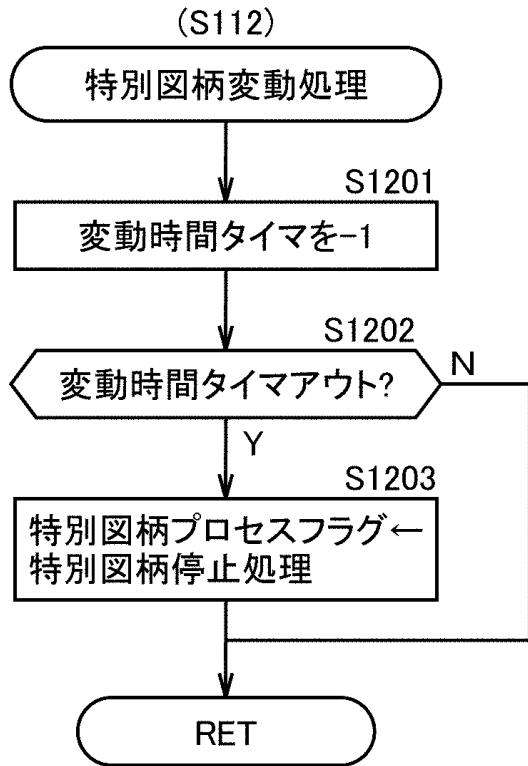 (S112)
特別図柄変動処理
S1201
変動時間タイマを-1
S1202
変動時間タイマアウト?
N
Y
S1203
特別図柄プロセスフラグ←
特別図柄停止処理
RET